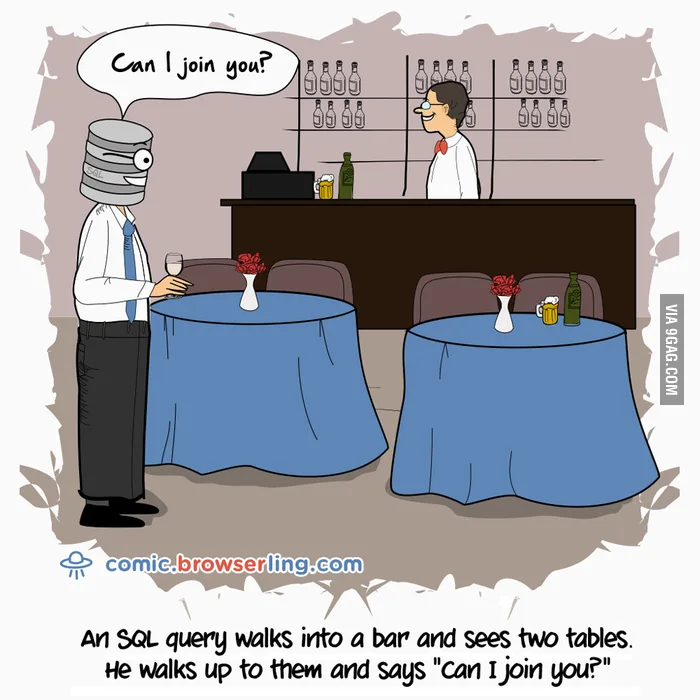 Can I join you?
SQL
VIA 9GAG.COM
comic.browserling.com
An SQL query walks into a bar and sees two tables.
He walks up to them and says "Can I join you?"